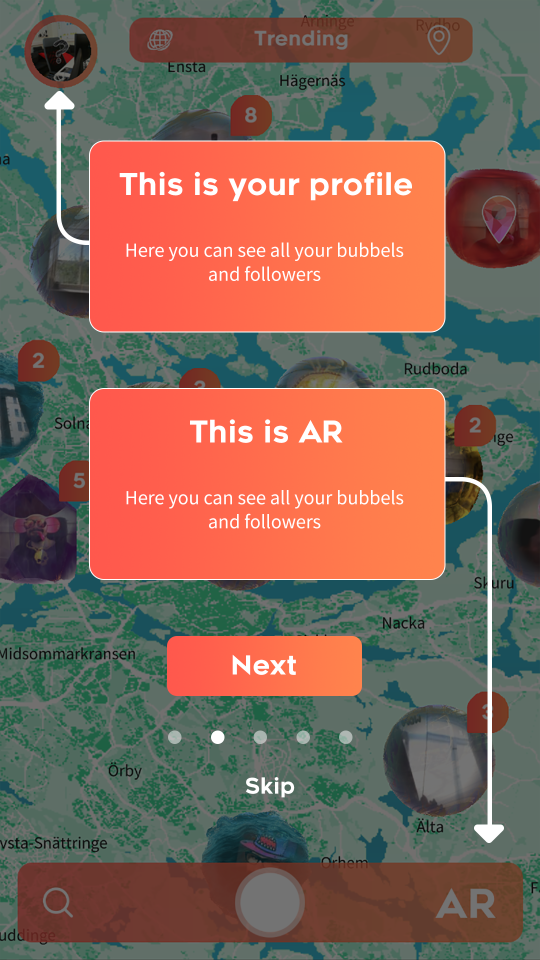 Arninge
Rydbo
Trending
Ensta
Hägernäs
8
This is your profile
Here you can see all your bubbels
and followers
2
Rudboda
Solna
2
This is AR
5
Here you can see all your bubbels
and followers
Skuru
Nacka
Midsommarkransen
Next
3
Skip
Örby
Älta
Orhem
AR